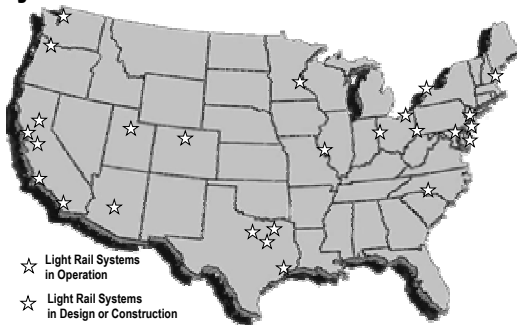 Light Rail Systems
in Operation
Light Rail Systems
in Design or Construction